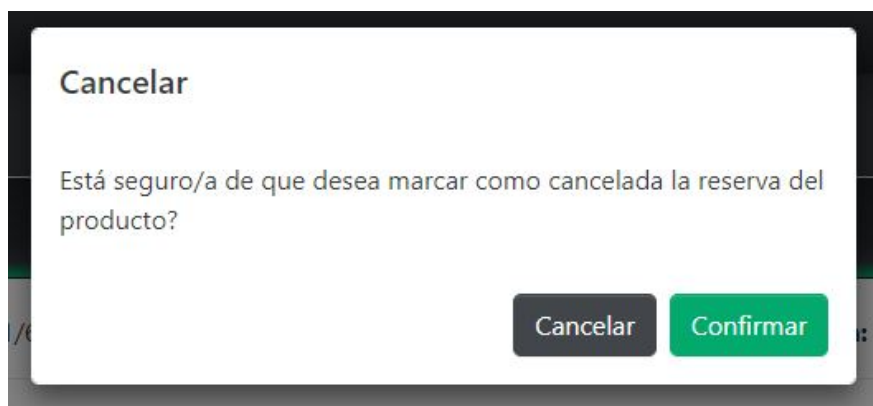 Cancelar
Está seguro/a de que desea marcar como cancelada la reserva del
producto?
Cancelar Confirmar